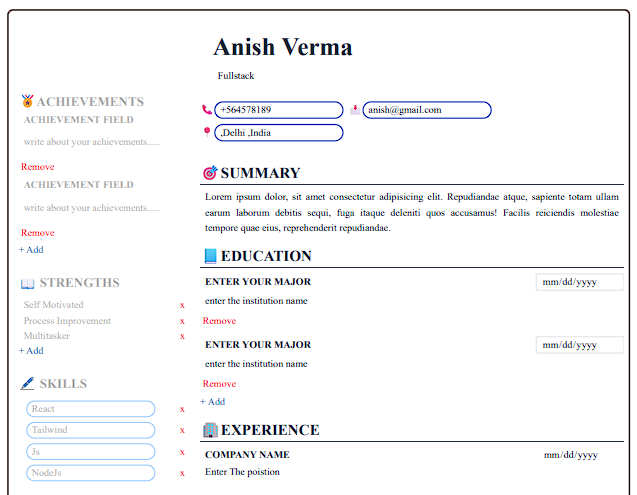 Anish Verma
Fullstack
+564578189
anish@gmail.com
,Delhi ,India
ACHIEVEMENTS
ACHIEVEMENT FIELD
write about your achievements.....
Remove
ACHIEVEMENT FIELD
write about your achievements.....
Remove
+ Add
STRENGTHS
Self Motivated x
Process Improvement x
Multitasker x
+ Add
SKILLS
React x
Tailwind x
Js x
NodeJs x
SUMMARY
Lorem ipsum dolor, sit amet consectetur adipisicing elit. Repudiandae atque, sapiente totam ullam
earum laborum debitis sequi, fuga itaque deleniti quos accusamus! Facilis reiciendis molestiae
tempore quae eius, reprehenderit repudiandae.
EDUCATION
ENTER YOUR MAJOR mm/dd/yyyy
enter the institution name
Remove
ENTER YOUR MAJOR mm/dd/yyyy
enter the institution name
Remove
+ Add
EXPERIENCE
COMPANY NAME mm/dd/yyyy
Enter The poistion